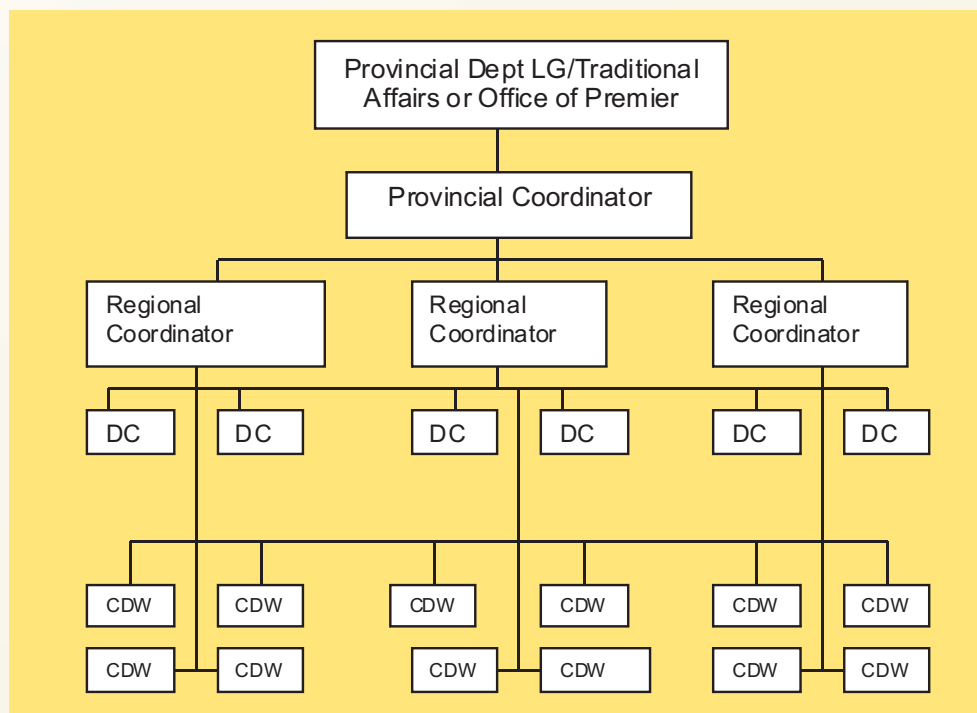 Provincial Dept LG/Traditional
Affairs or Office of Premier
Provincial Coordinator
Regional
Coordinator
Regional
Coordinator
Regional
Coordinator
DC
DC
DC
DC
DC
DC
CDW
CDW
CDW
CDW
CDW
CDW
CDW
CDW
CDW
CDW
CDW
CDW